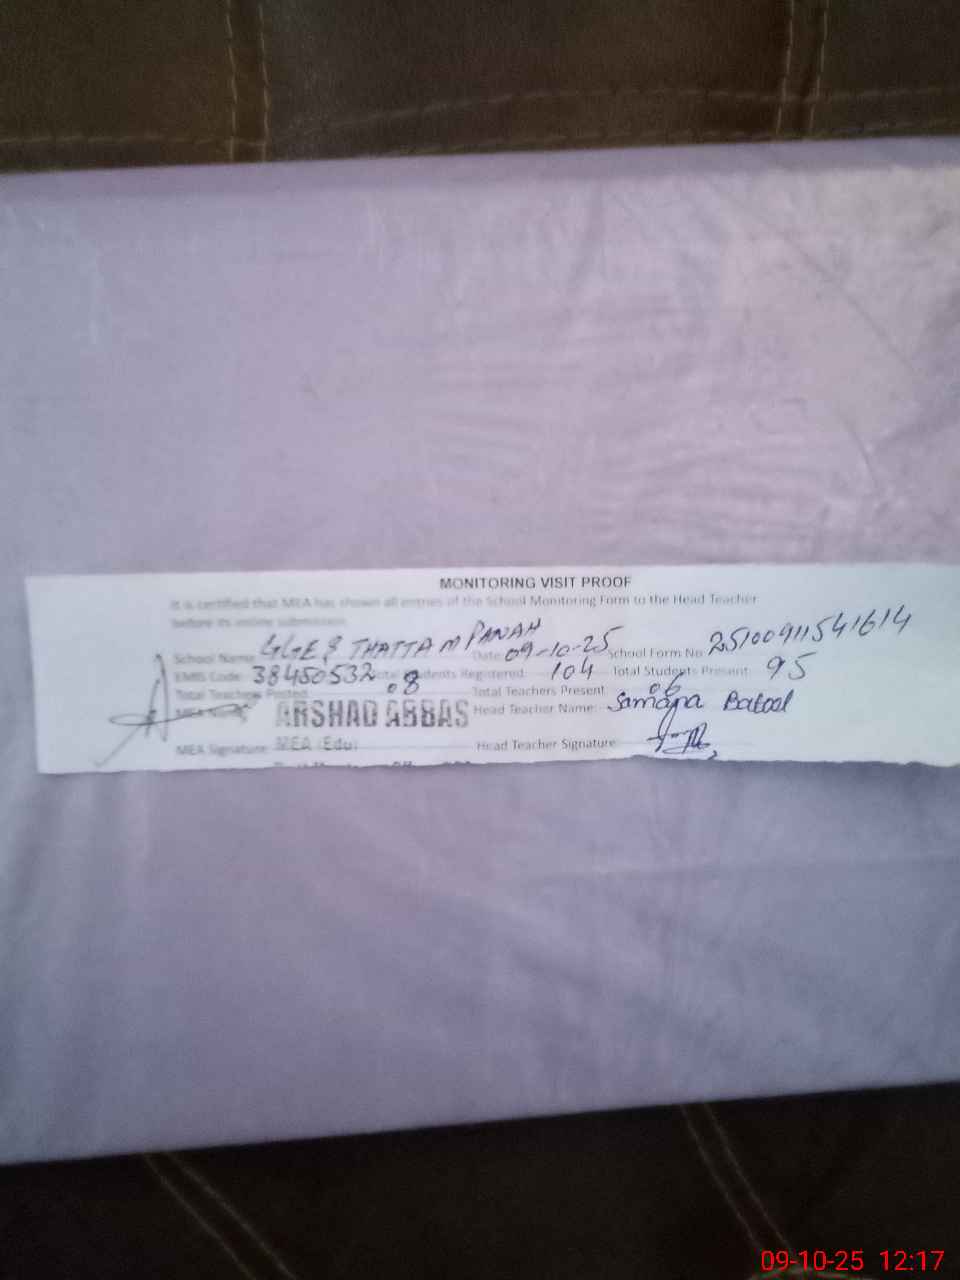 MONITORING VISIT PROOF
It is certified that MEA has shown all entries of the School Monitoring Form to the Head Teacher
before its online submission.
School Name: GGES THATTA M PANAH Date: 09-10-25 School Form No. 2510091154 1614
EMIS Code: 38450532 Total Students Registered: 104 Total Students Present: 95
Total Teachers Posted: 08 Total Teachers Present 06
MEA Name: ARSHAD ABBAS Head Teacher Name: Samana Batool
MEA Signature: MEA (Edu) Head Teacher Signature
09-10-25 12:17